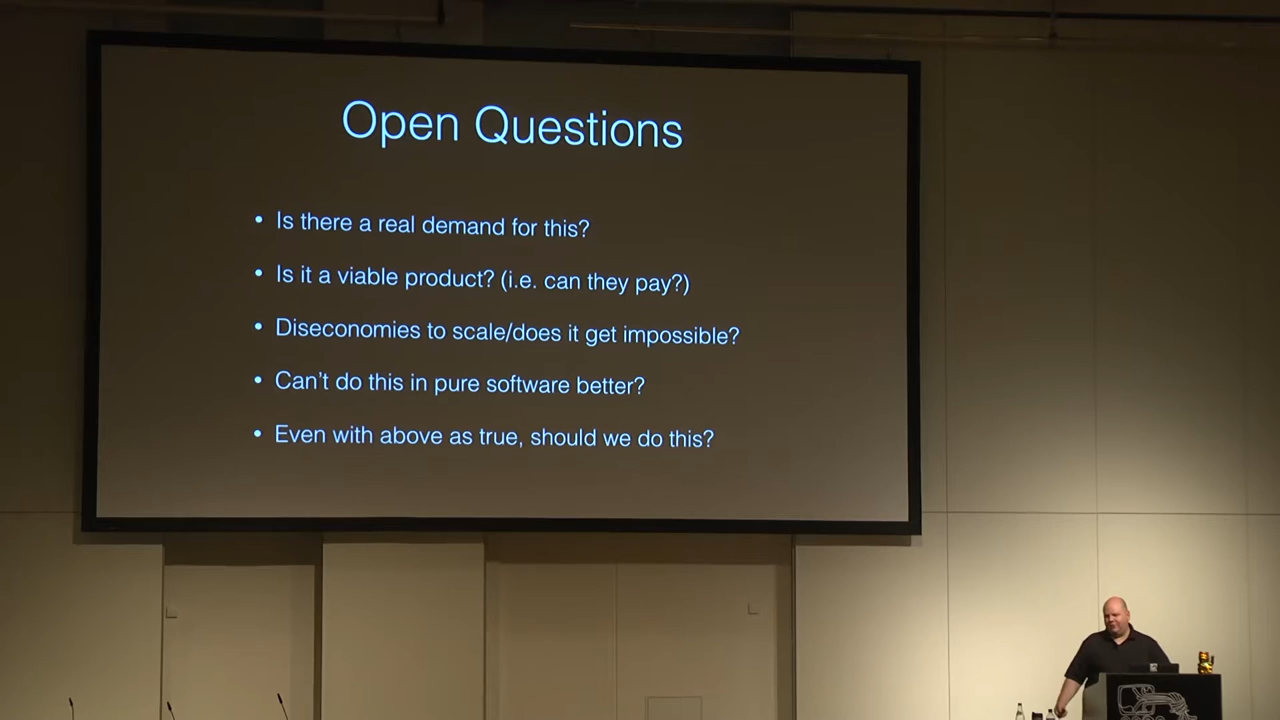 Open Questions
• Is there a real demand for this?
• Is it a viable product? (i.e. can they pay?)
• Diseconomies to scale/does it get impossible?
• Can't do this in pure software better?
• Even with above as true, should we do this?